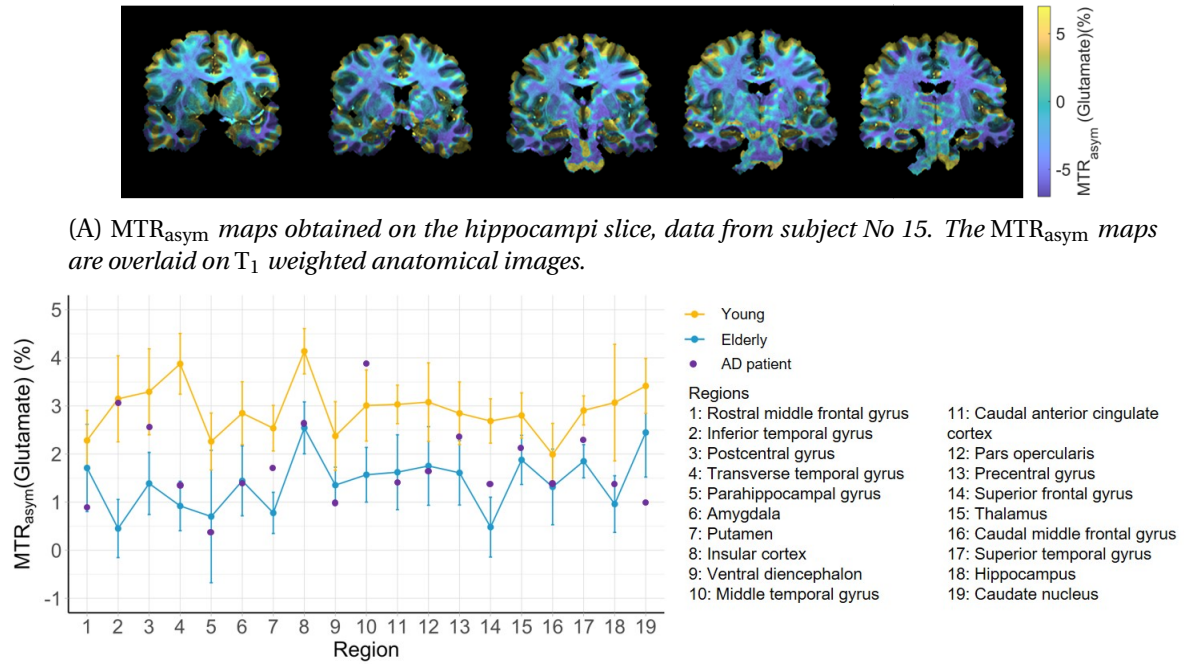 5
0
-5
MTRasym (Glutamate)(%)
(A) MTRasym maps obtained on the hippocampi slice, data from subject No 15. The MTRasym maps
are overlaid on T1 weighted anatomical images.
MTRasym(Glutamate) (%)
5
4
3
2
1
0
-1
1 2 3 4 5 6 7 8 9 10 11 12 13 14 15 16 17 18 19
Region
Young
Elderly
AD patient
Regions
1: Rostral middle frontal gyrus
2: Inferior temporal gyrus
3: Postcentral gyrus
4: Transverse temporal gyrus
5: Parahippocampal gyrus
6: Amygdala
7: Putamen
8: Insular cortex
9: Ventral diencephalon
10: Middle temporal gyrus
11: Caudal anterior cingulate
cortex
12: Pars opercularis
13: Precentral gyrus
14: Superior frontal gyrus
15: Thalamus
16: Caudal middle frontal gyrus
17: Superior temporal gyrus
18: Hippocampus
19: Caudate nucleus